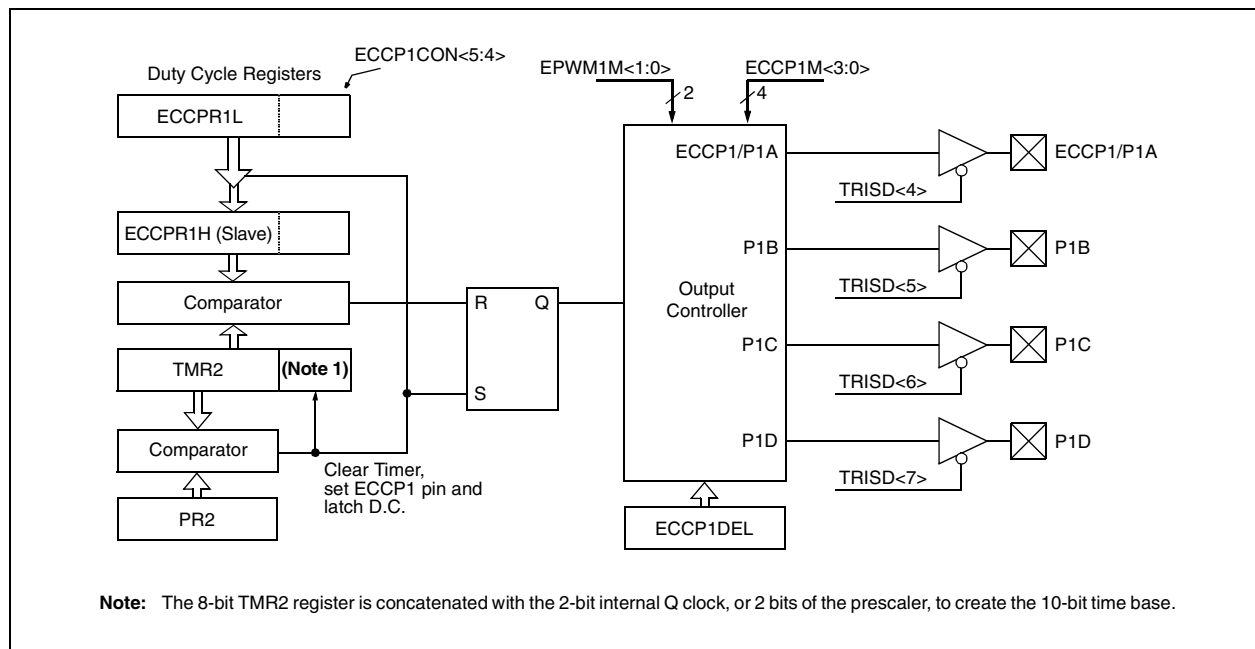 ECCP1CON<5:4>
Duty Cycle Registers
ECCPR1L
ECCPR1H (Slave)
Comparator
TMR2
(Note 1)
Comparator
PR2
Clear Timer,
set ECCP1 pin and
latch D.C.
R
Q
S
EPWM1M<1:0>
2
ECCP1M<3:0>
4
Output
Controller
ECCP1/P1A
P1B
P1C
P1D
ECCP1DEL
TRISD<4>
ECCP1/P1A
TRISD<5>
P1B
TRISD<6>
P1C
TRISD<7>
P1D
Note: The 8-bit TMR2 register is concatenated with the 2-bit internal Q clock, or 2 bits of the prescaler, to create the 10-bit time base.